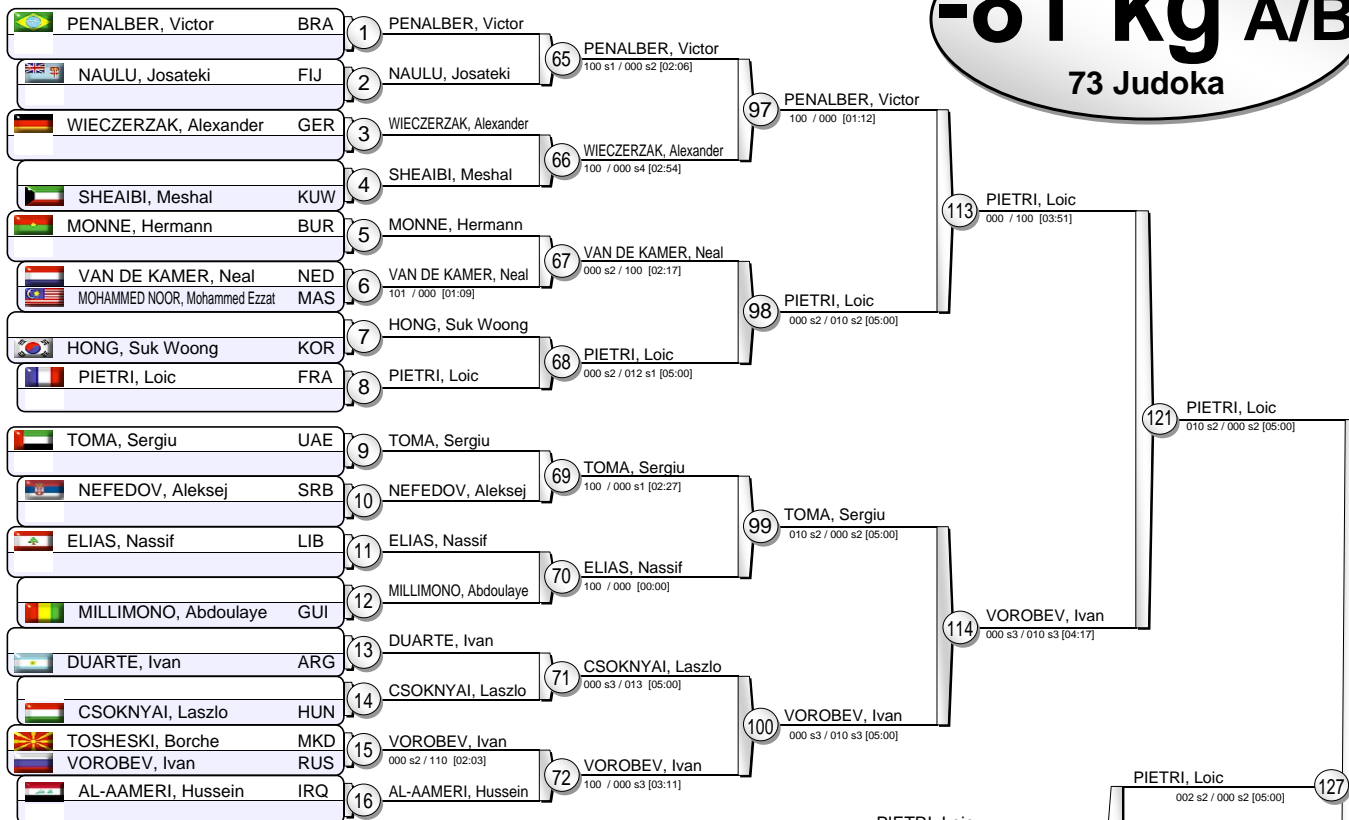 -81 kg A/B
73 Judoka
PENALBER, Victor BRA
NAULU, Josateki FIJ
WIECZERZAK, Alexander GER
SHEAIBI, Meshal KUW
MONNE, Hermann BUR
VAN DE KAMER, Neal NED
MOHAMMED NOOR, Mohammed Ezzat MAS
HONG, Suk Woong KOR
PIETRI, Loic FRA
TOMA, Sergiu UAE
NEFEDOV, Aleksej SRB
ELIAS, Nassif LIB
MILLIMONO, Abdoulaye GUI
DUARTE, Ivan ARG
CSOKNYAI, Laszlo HUN
TOSHESKI, Borche MKD
VOROBEV, Ivan RUS
AL-AAMERI, Hussein IRQ
1 PENALBER, Victor
2 NAULU, Josateki
3 WIECZERZAK, Alexander
4 SHEAIBI, Meshal
5 MONNE, Hermann
6 VAN DE KAMER, Neal
101 / 000 [01:09]
7 HONG, Suk Woong
8 PIETRI, Loic
9 TOMA, Sergiu
10 NEFEDOV, Aleksej
11 ELIAS, Nassif
12 MILLIMONO, Abdoulaye
13 DUARTE, Ivan
14 CSOKNYAI, Laszlo
15 VOROBEV, Ivan
000 s2 / 110 [02:03]
16 AL-AAMERI, Hussein
65 PENALBER, Victor
100 s1 / 000 s2 [02:06]
66 WIECZERZAK, Alexander
100 / 000 s4 [02:54]
67 VAN DE KAMER, Neal
000 s2 / 100 [02:17]
68 PIETRI, Loic
000 s2 / 012 s1 [05:00]
69 TOMA, Sergiu
100 / 000 s1 [02:27]
70 ELIAS, Nassif
100 / 000 [00:00]
71 CSOKNYAI, Laszlo
000 s3 / 013 [05:00]
72 VOROBEV, Ivan
100 / 000 s3 [03:11]
97 PENALBER, Victor
100 / 000 [01:12]
98 PIETRI, Loic
000 s2 / 010 s2 [05:00]
99 TOMA, Sergiu
010 s2 / 000 s2 [05:00]
100 VOROBEV, Ivan
000 s3 / 010 s3 [05:00]
113 PIETRI, Loic
000 / 100 [03:51]
114 VOROBEV, Ivan
000 s3 / 010 s3 [04:17]
121 PIETRI, Loic
010 s2 / 000 s2 [05:00]
PIETRI, Loic
002 s2 / 000 s2 [05:00]
127
PIETRI, Loic